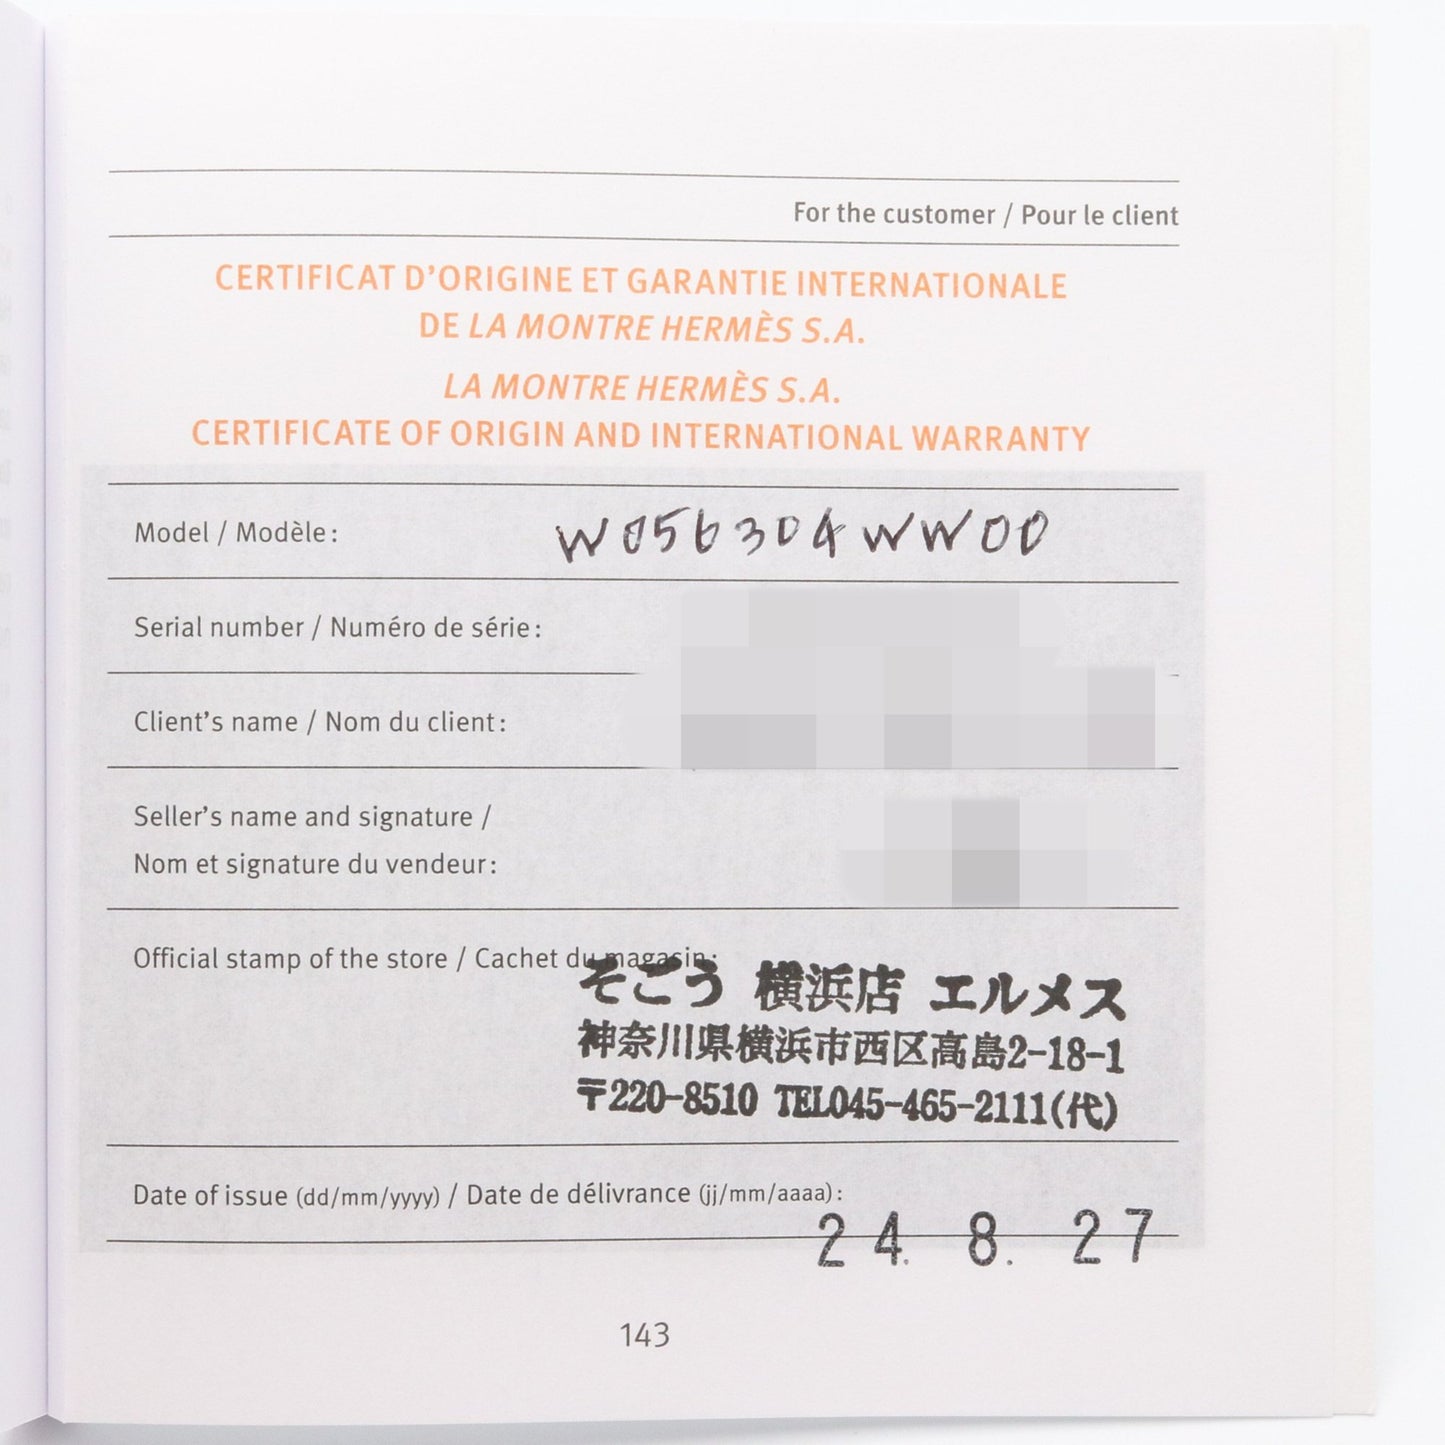 For the customer / Pour le client
CERTIFICAT D’ORIGINE ET GARANTIE INTERNATIONALE
DE LA MONTRE HERMÈS S.A.
LA MONTRE HERMÈS S.A.
CERTIFICATE OF ORIGIN AND INTERNATIONAL WARRANTY
Model / Modèle: W056304WW00
Serial number / Numéro de série:
Client’s name / Nom du client:
Seller’s name and signature /
Nom et signature du vendeur:
Official stamp of the store / Cachet du magasin:
そごう 横浜店 エルメス
神奈川県横浜市西区高島2-18-1
〒220-8510 TEL045-465-2111(代)
Date of issue (dd/mm/yyyy) / Date de délivrance (jj/mm/aaaa):
24. 8. 27
143